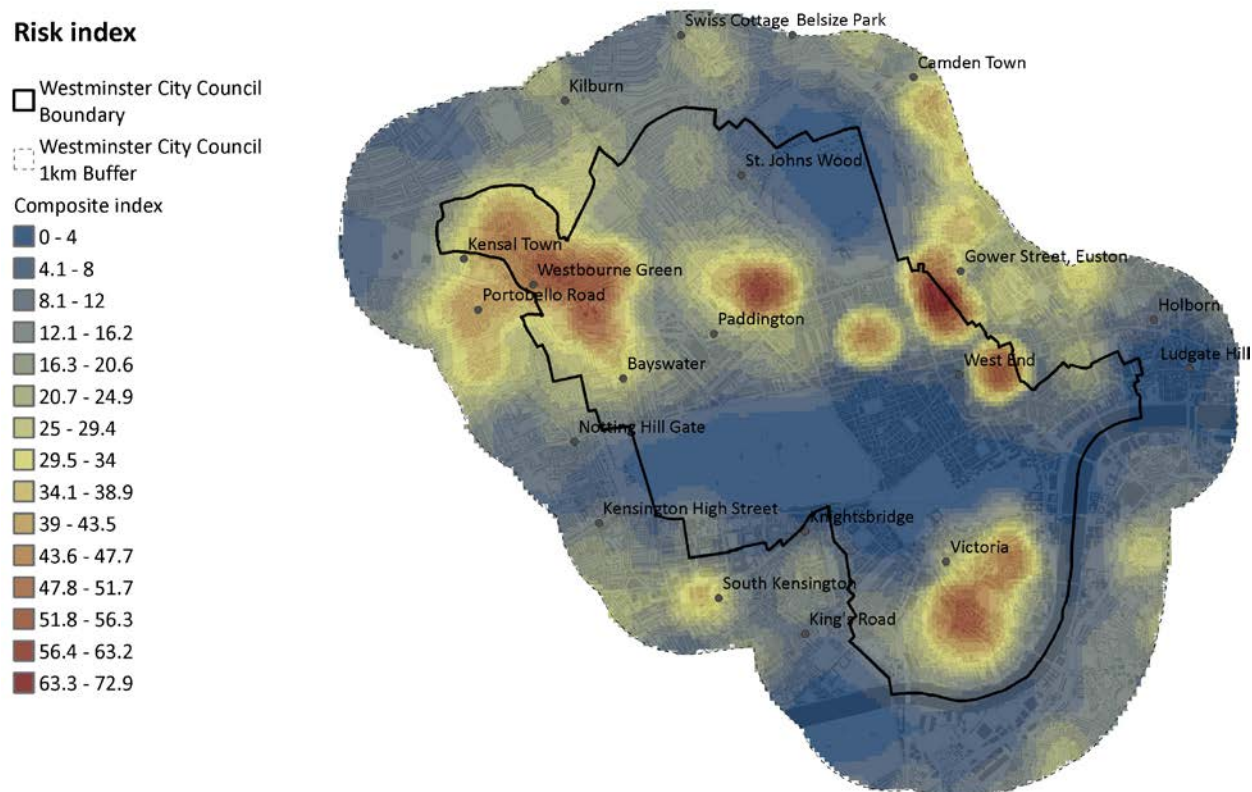 Risk index
Westminster City Council
Boundary
Westminster City Council
1km Buffer
Composite index
0 - 4
4.1 - 8
8.1 - 12
12.1 - 16.2
16.3 - 20.6
20.7 - 24.9
25 - 29.4
29.5 - 34
34.1 - 38.9
39 - 43.5
43.6 - 47.7
47.8 - 51.7
51.8 - 56.3
56.4 - 63.2
63.3 - 72.9
Swiss Cottage
Belsize Park
Camden Town
Kilburn
St. Johns Wood
Kensal Town
Westbourne Green
Gower Street, Euston
Portobello Road
Holborn
Paddington
West End
Ludgate Hill
Bayswater
Notting Hill Gate
Kensington High Street
Knightsbridge
Victoria
South Kensington
King's Road